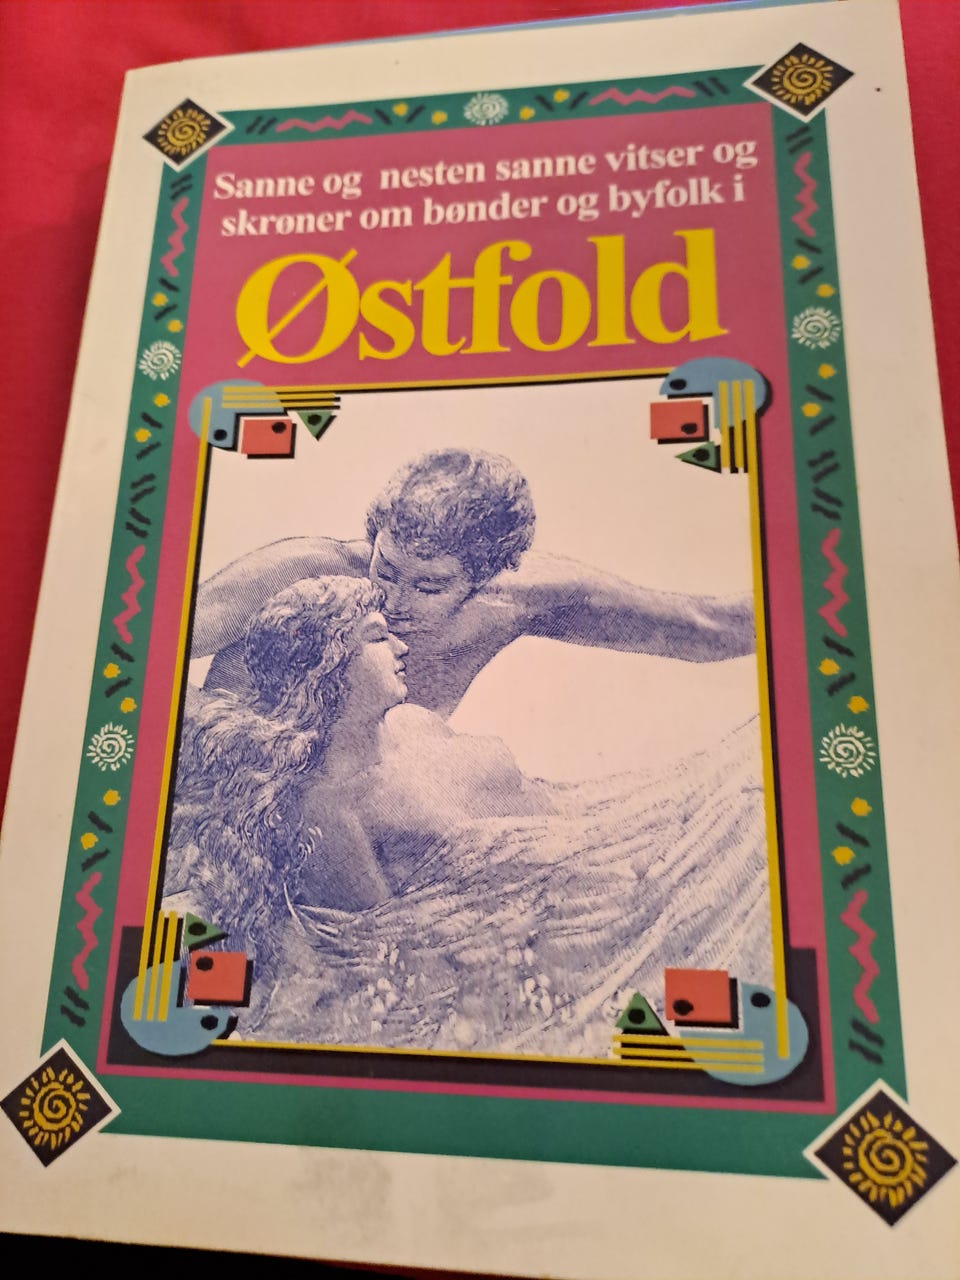 Sanne og nesten sanne vitser og
skrøner om bønder og byfolk i
Østfold